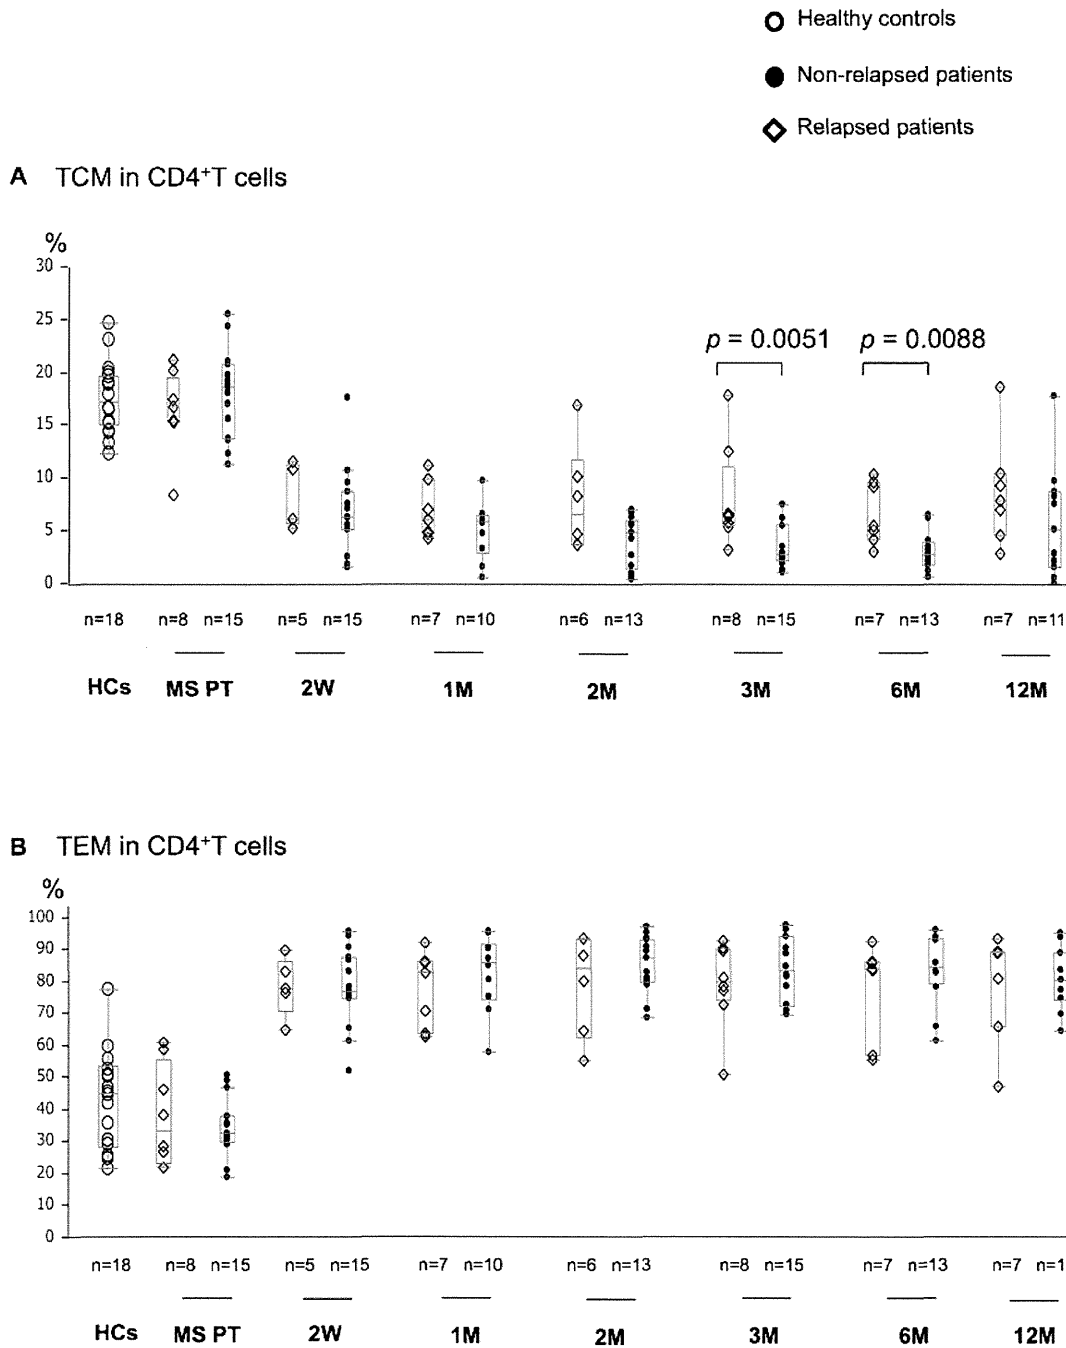 Healthy controls
Non-relapsed patients
Relapsed patients
A TCM in CD4⁺T cells
%
30
25
20
15
10
5
0
p = 0.0051 p = 0.0088
n=18 n=8 n=15 n=5 n=15 n=7 n=10 n=6 n=13 n=8 n=15 n=7 n=13 n=7 n=11
HCs MS PT 2W 1M 2M 3M 6M 12M
B TEM in CD4⁺T cells
%
100
90
80
70
60
50
40
30
20
10
0
n=18 n=8 n=15 n=5 n=15 n=7 n=10 n=6 n=13 n=8 n=15 n=7 n=13 n=7 n=1
HCs MS PT 2W 1M 2M 3M 6M 12M